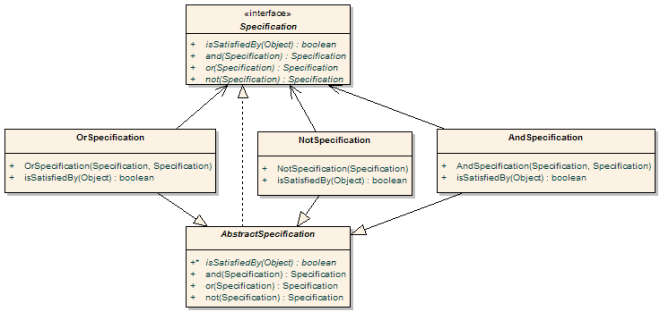 «interface»
Specification
+ isSatisfiedBy(Object) : boolean
+ and(Specification) : Specification
+ or(Specification) : Specification
+ not(Specification) : Specification
OrSpecification
+ OrSpecification(Specification, Specification)
+ isSatisfiedBy(Object) : boolean
NotSpecification
+ NotSpecification(Specification)
+ isSatisfiedBy(Object) : boolean
AndSpecification
+ AndSpecification(Specification, Specification)
+ isSatisfiedBy(Object) : boolean
AbstractSpecification
+* isSatisfiedBy(Object) : boolean
+ and(Specification) : Specification
+ or(Specification) : Specification
+ not(Specification) : Specification